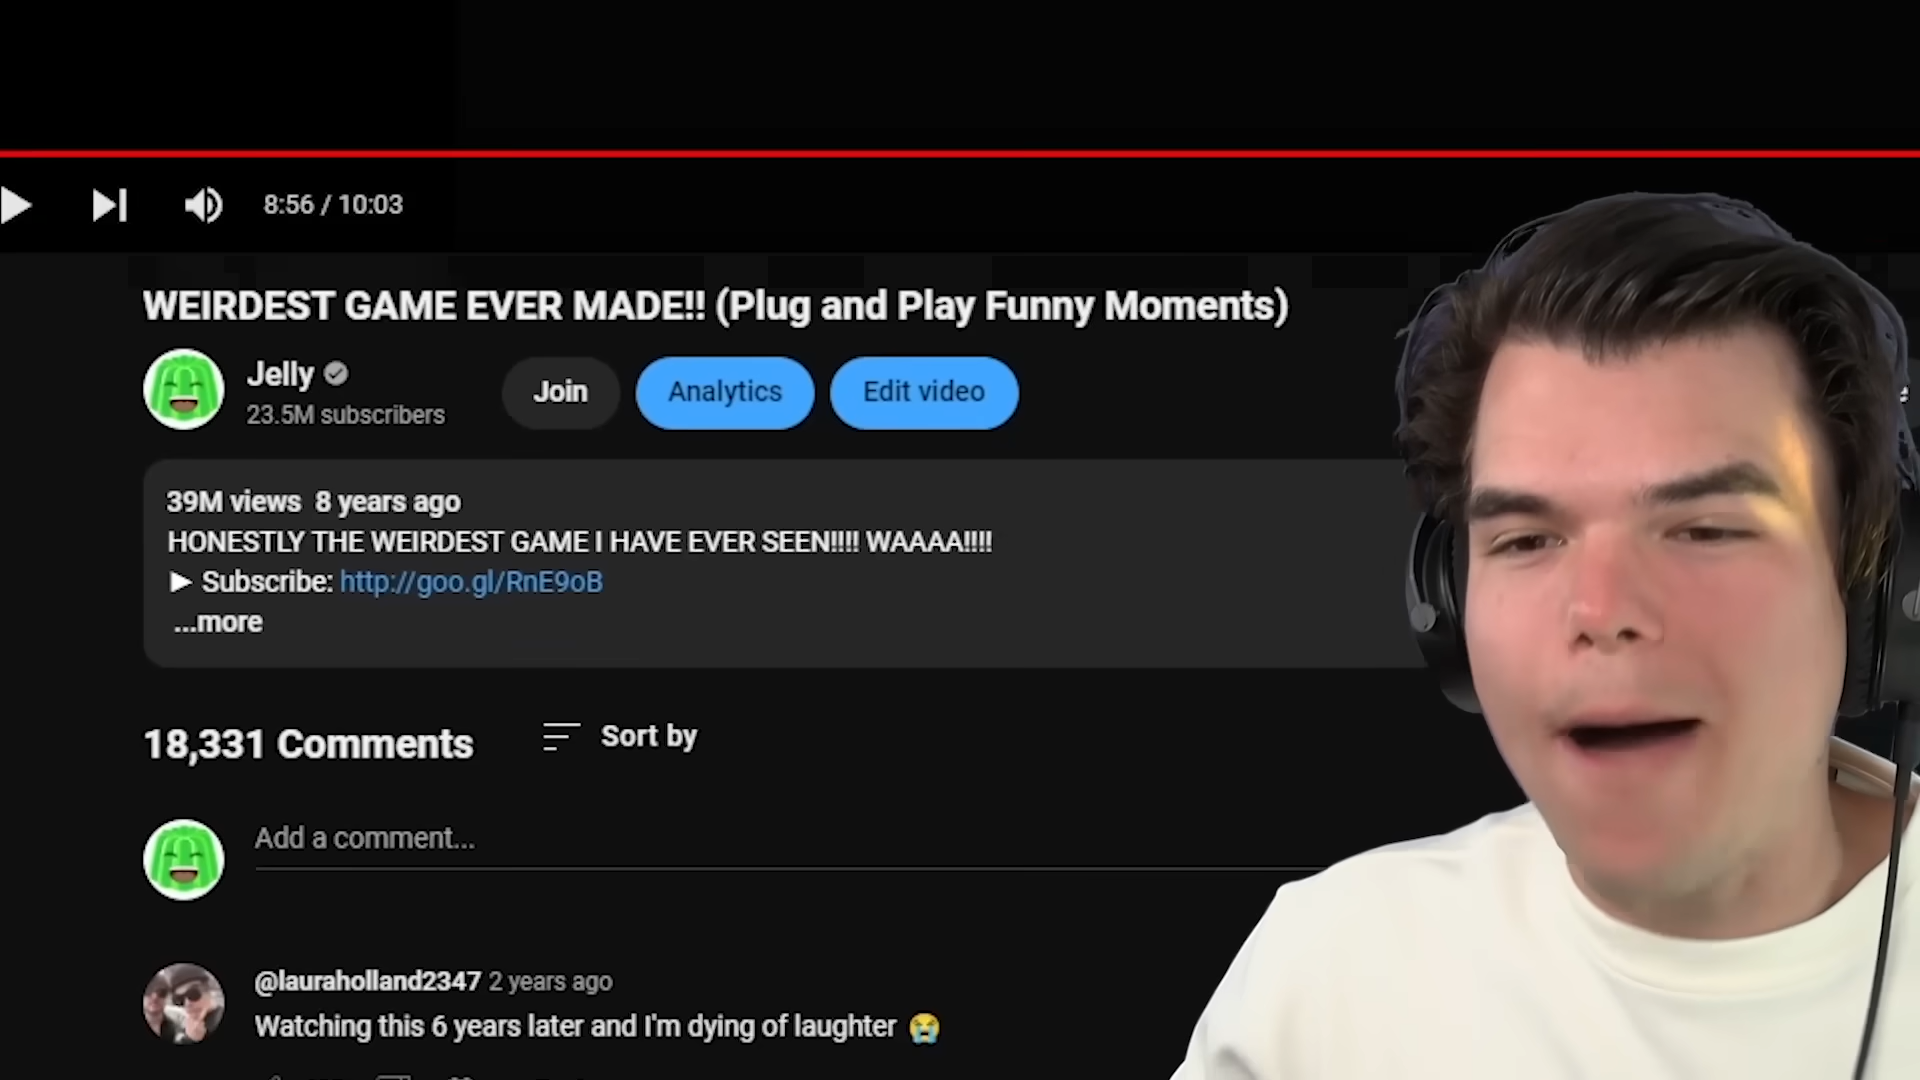 8:56 / 10:03
WEIRDEST GAME EVER MADE!! (Plug and Play Funny Moments)
Jelly
23.5M subscribers
Join
Analytics
Edit video
39M views 8 years ago
HONESTLY THE WEIRDEST GAME I HAVE EVER SEEN!!!! WAAAA!!!!
► Subscribe: http://goo.gl/RnE9oB
...more
18,331 Comments
Sort by
Add a comment...
@lauraholland2347 2 years ago
Watching this 6 years later and I'm dying of laughter 😭